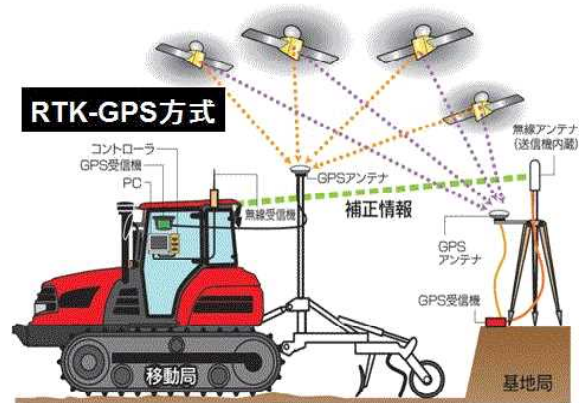 RTK-GPS方式
コントローラ
GPS受信機
PC
無線受信機
GPSアンテナ
補正情報
無線アンテナ
(送信機内蔵)
GPS
アンテナ
GPS受信機
移動局
基地局